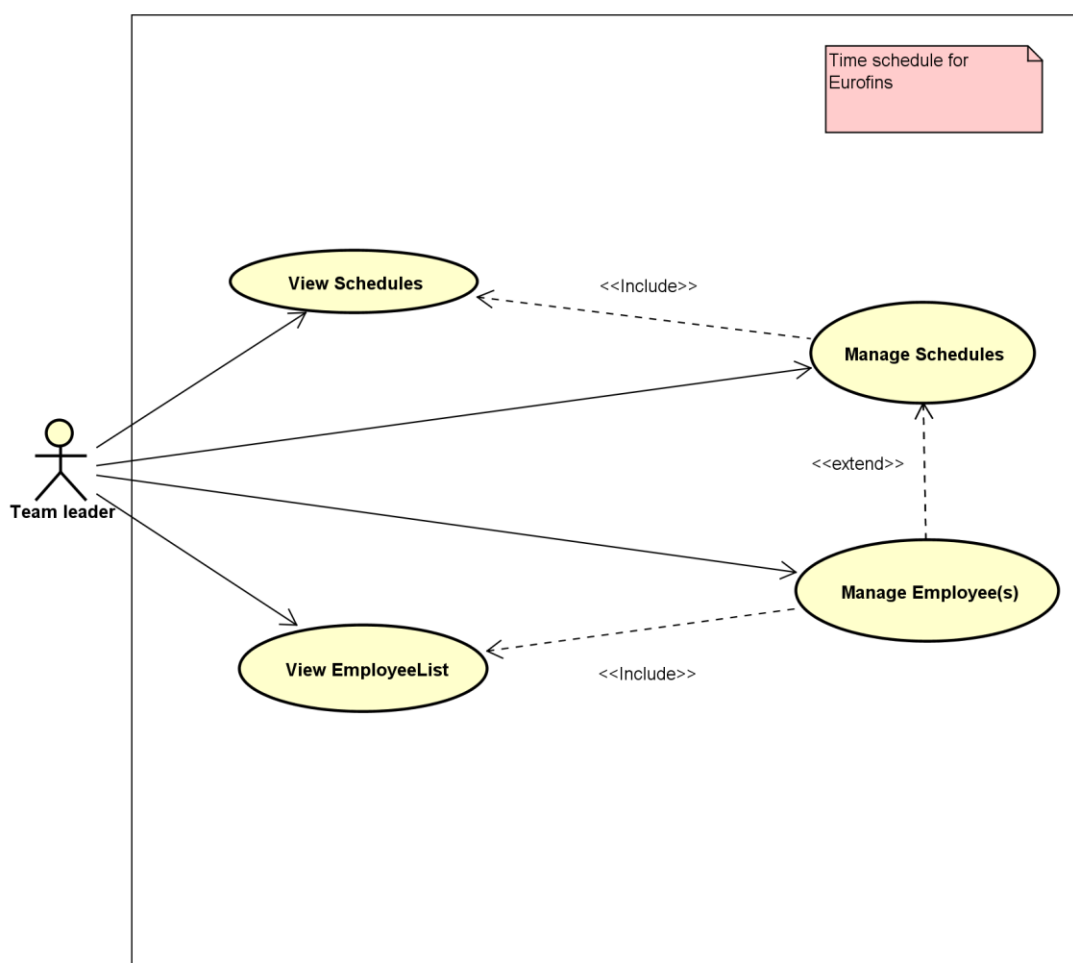 Time schedule for
Eurofins
View Schedules
<<Include>>
Manage Schedules
<<extend>>
Team leader
Manage Employee(s)
View EmployeeList
<<Include>>